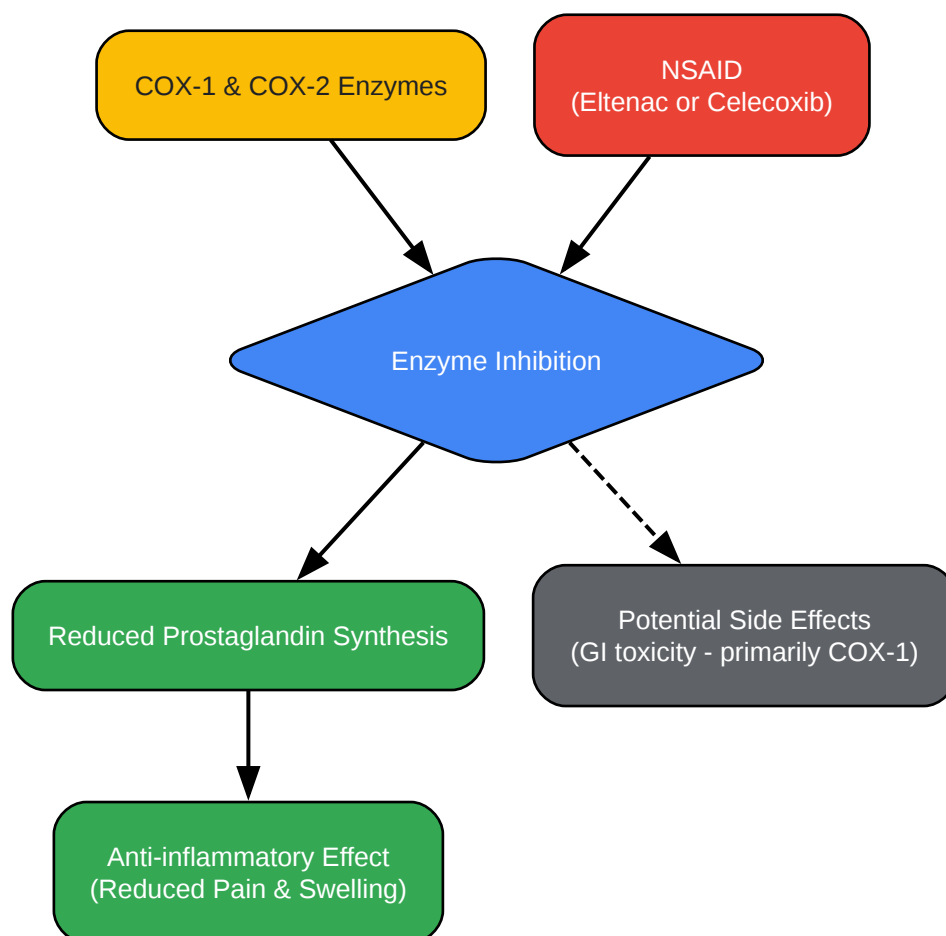 COX-1 & COX-2 Enzymes
NSAID
(Eltenac or Celecoxib)
Enzyme Inhibition
Reduced Prostaglandin Synthesis
Potential Side Effects
(GI toxicity - primarily COX-1)
Anti-inflammatory Effect
(Reduced Pain & Swelling)